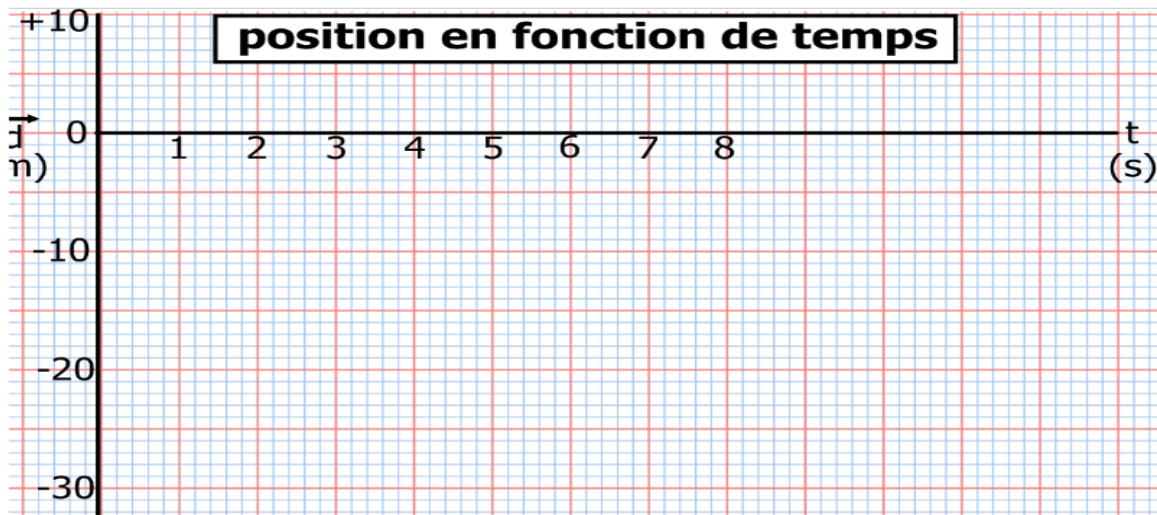 +10
position en fonction de temps
d
0
1 2 3 4 5 6 7 8
t
m)
(s)
-10
-20
-30